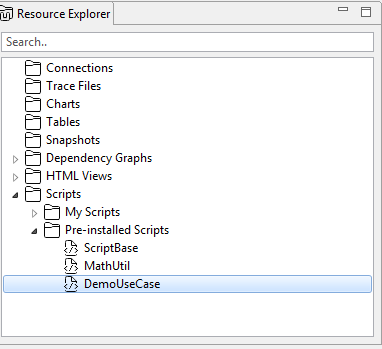 Resource Explorer
Search..
Connections
Trace Files
Charts
Tables
Snapshots
Dependency Graphs
HTML Views
Scripts
My Scripts
Pre-installed Scripts
ScriptBase
MathUtil
DemoUseCase